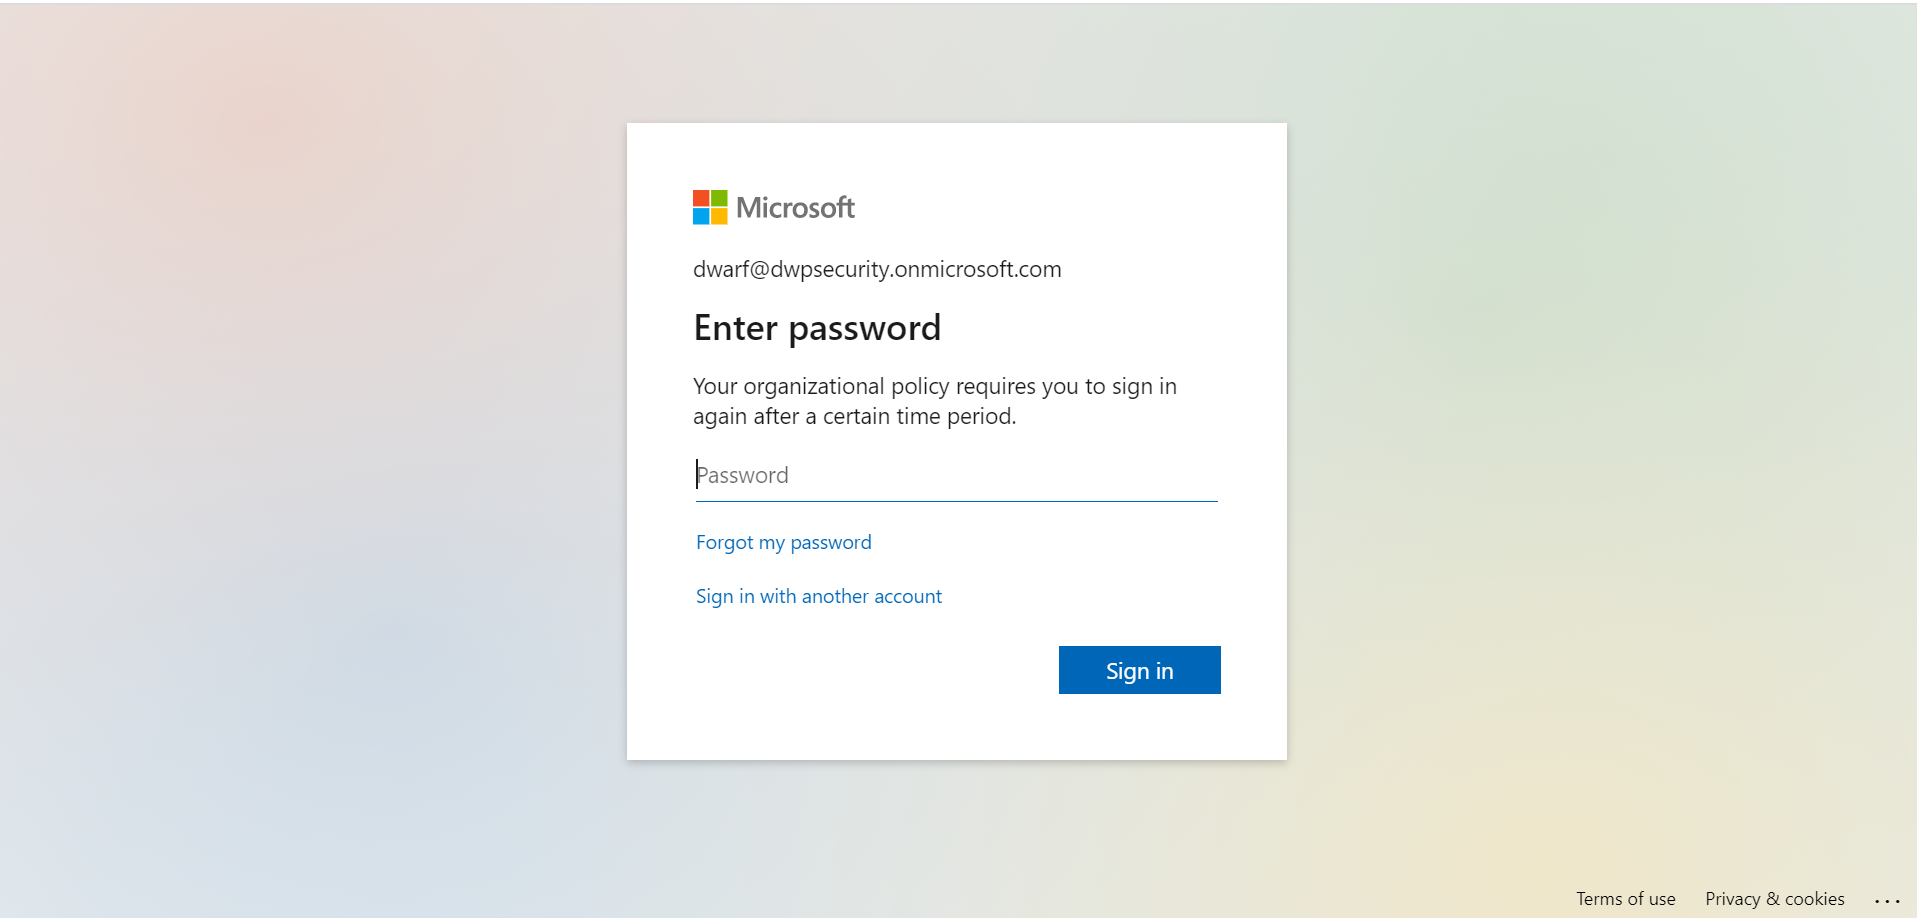 Microsoft
dwarf@dwpsecurity.onmicrosoft.com
Enter password
Your organizational policy requires you to sign in
again after a certain time period.
Password
Forgot my password
Sign in with another account
Sign in
Terms of use
Privacy & cookies
...